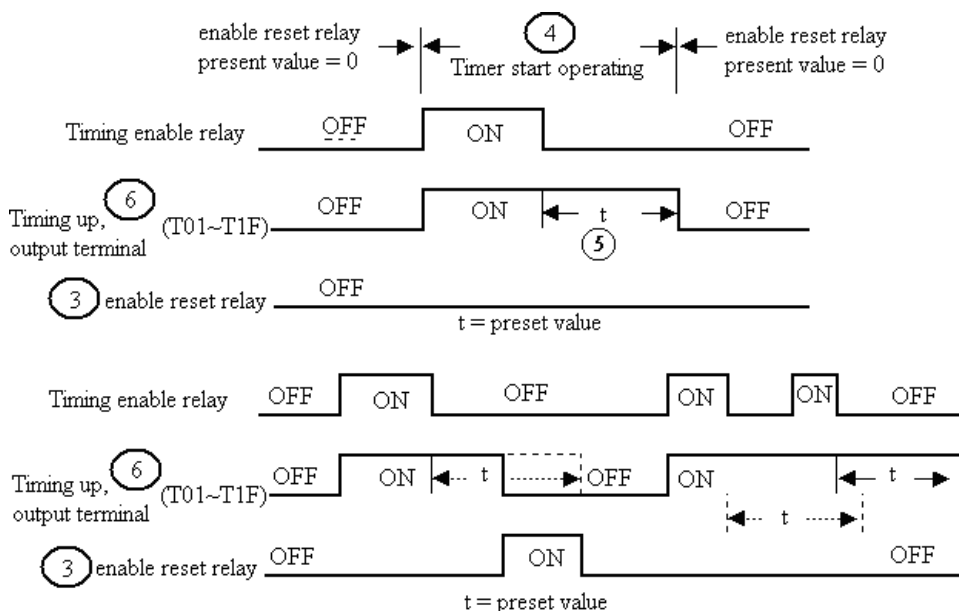 enable reset relay
present value = 0
4
Timer start operating
enable reset relay
present value = 0
Timing enable relay
OFF
ON
OFF
Timing up,
output terminal
6
(T01~T1F)
OFF
ON
t
5
OFF
3 enable reset relay
OFF
t = preset value
Timing enable relay
OFF
ON
OFF
ON
ON
OFF
Timing up,
output terminal
6
(T01~T1F)
OFF
ON
t
OFF
ON
t
t
3 enable reset relay
OFF
ON
OFF
t = preset value